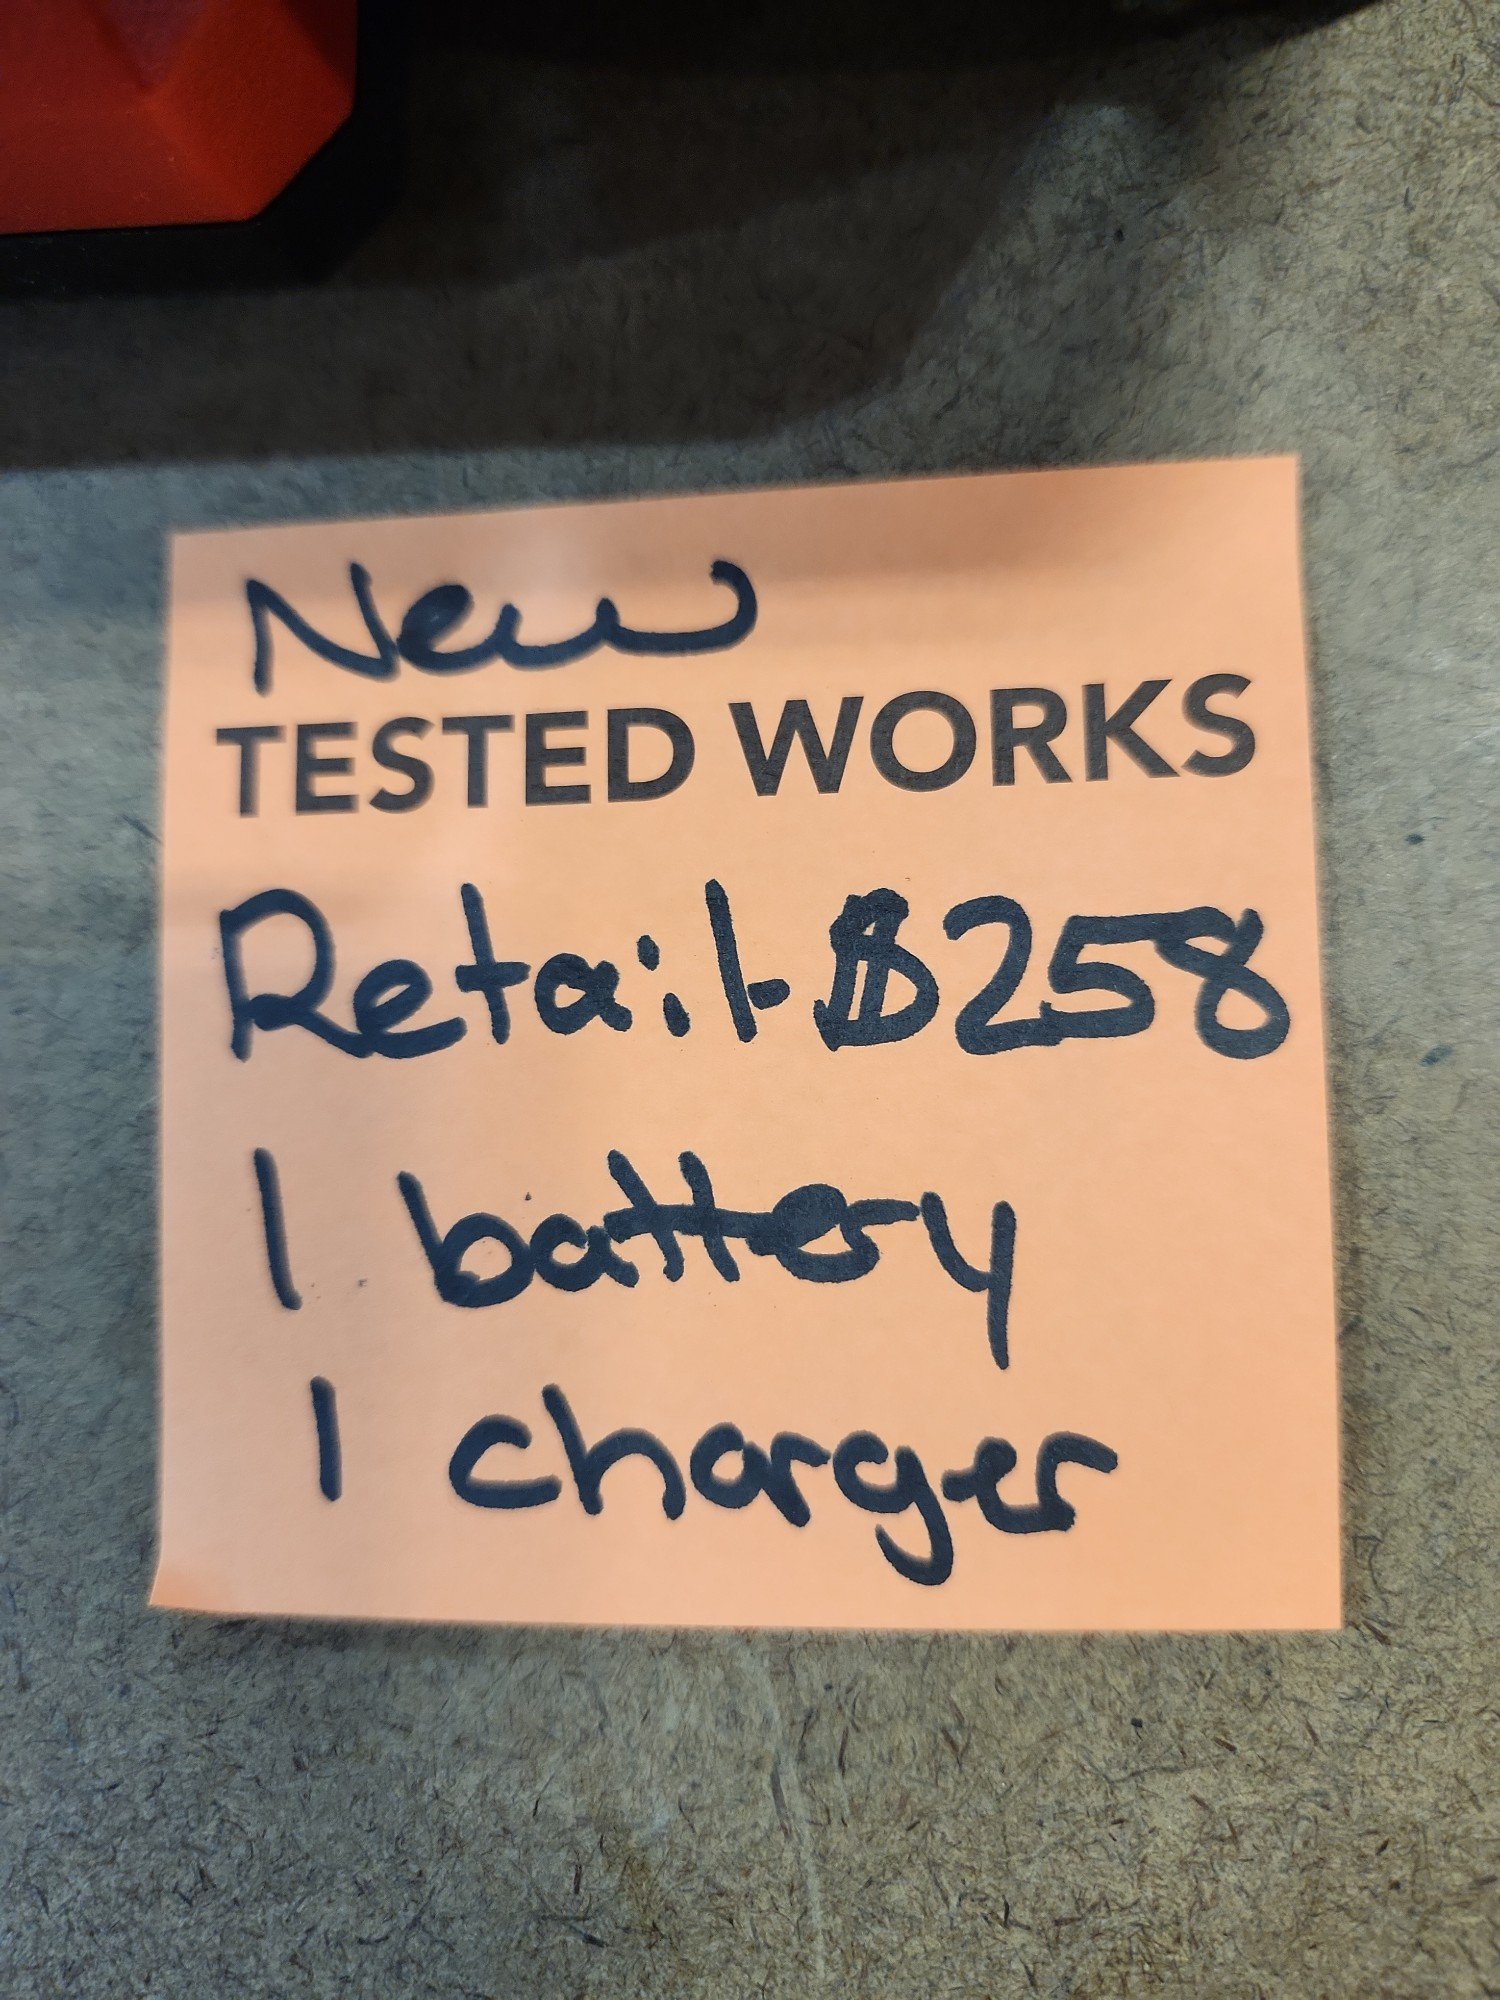 New
TESTED WORKS
Retail-$258
1 battery
1 charger